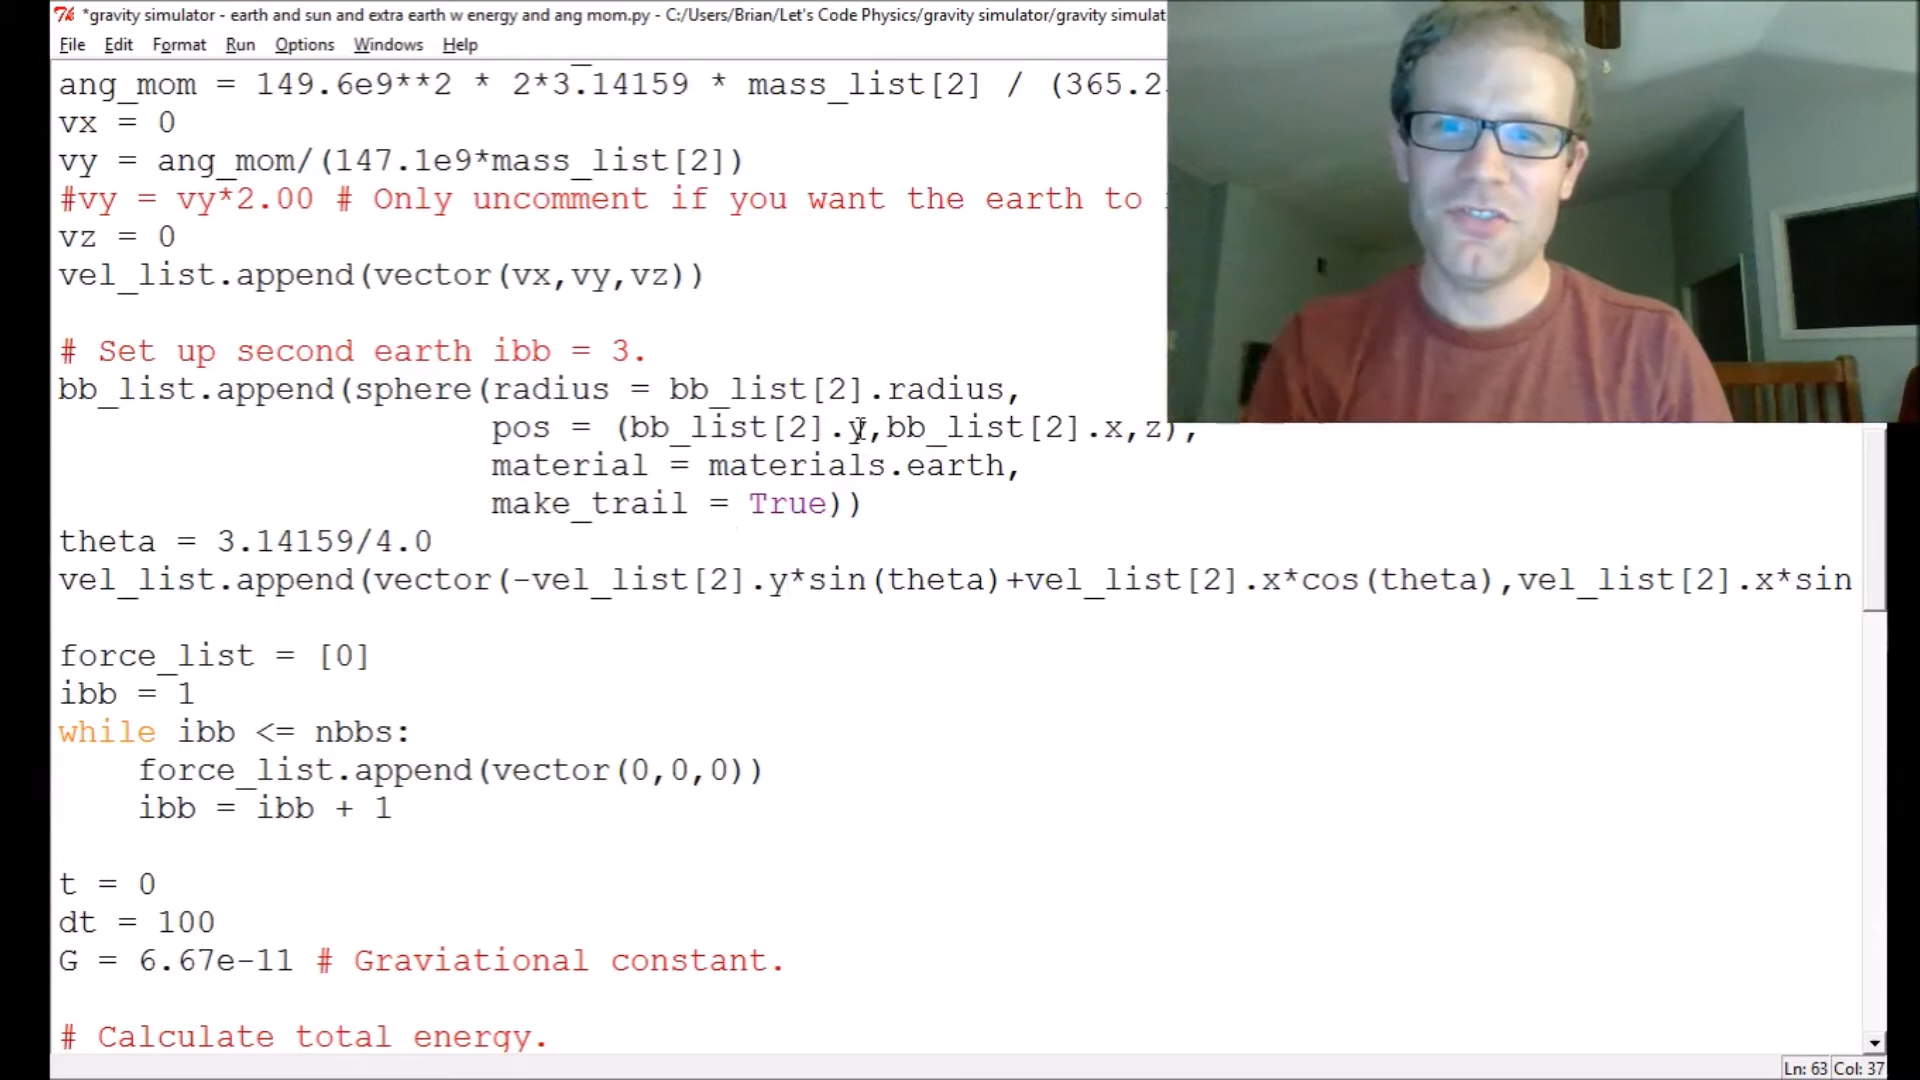 *gravity simulator - earth and sun and extra earth w energy and ang mom.py - C:/Users/Brian/Let's Code Physics/gravity simulator/gravity simulat
File Edit Format Run Options Windows Help
ang_mom = 149.6e9**2 * 2*3.14159 * mass_list[2] / (365.2
vx = 0
vy = ang_mom/(147.1e9*mass_list[2])
#vy = vy*2.00 # Only uncomment if you want the earth to
vz = 0
vel_list.append(vector(vx,vy,vz))
# Set up second earth ibb = 3.
bb_list.append(sphere(radius = bb_list[2].radius,
pos = (bb_list[2].y,bb_list[2].x,z),
material = materials.earth,
make_trail = True))
theta = 3.14159/4.0
vel_list.append(vector(-vel_list[2].y*sin(theta)+vel_list[2].x*cos(theta),vel_list[2].x*sin
force_list = [0]
ibb = 1
while ibb <= nbbs:
force_list.append(vector(0,0,0))
ibb = ibb + 1
t = 0
dt = 100
G = 6.67e-11 # Graviational constant.
# Calculate total energy.
Ln: 63 Col: 37